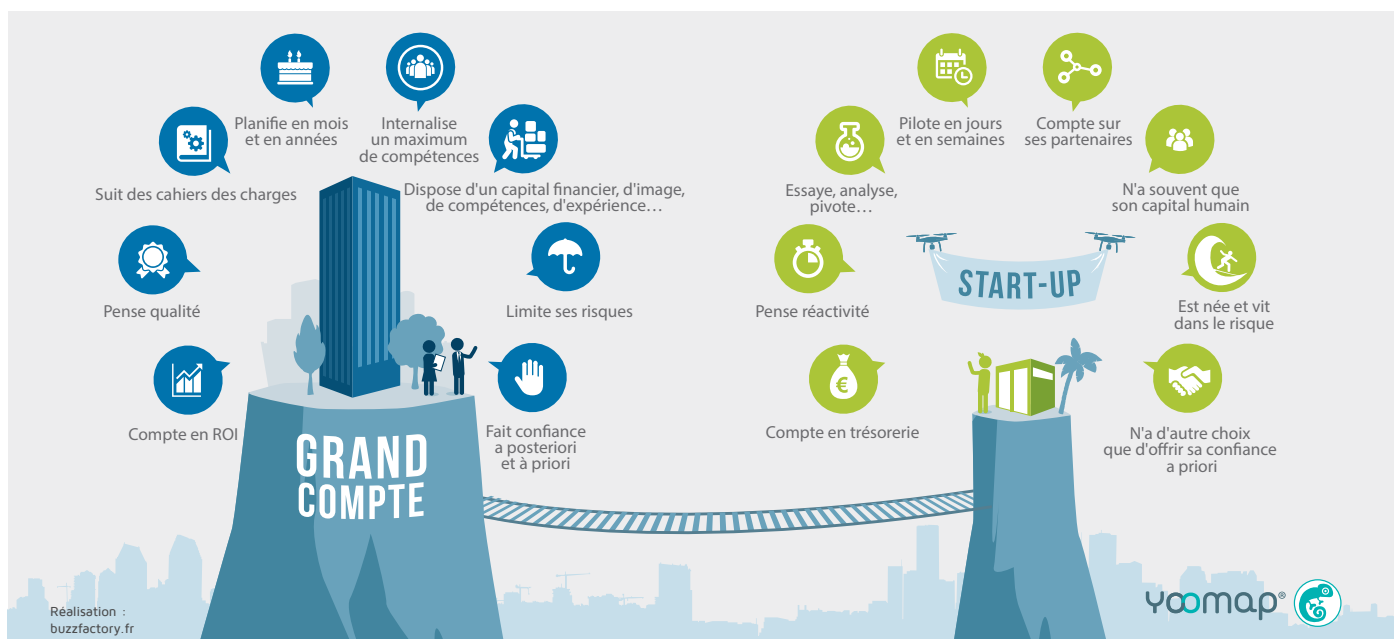 Planifie en mois
et en années
Internalise
un maximum
de compétences
Suit des cahiers des charges
Dispose d'un capital financier, d'image,
de compétences, d'expérience…
Pense qualité
Limite ses risques
Compte en ROI
Fait confiance
a posteriori
et à priori
GRAND
COMPTE
Pilote en jours
et en semaines
Compte sur
ses partenaires
Essaye, analyse,
pivote…
N'a souvent que
son capital humain
START-UP
Pense réactivité
Est née et vit
dans le risque
€
Compte en trésorerie
N'a d'autre choix
que d'offrir sa confiance
a priori
Réalisation :
buzzfactory.fr
yoomap®